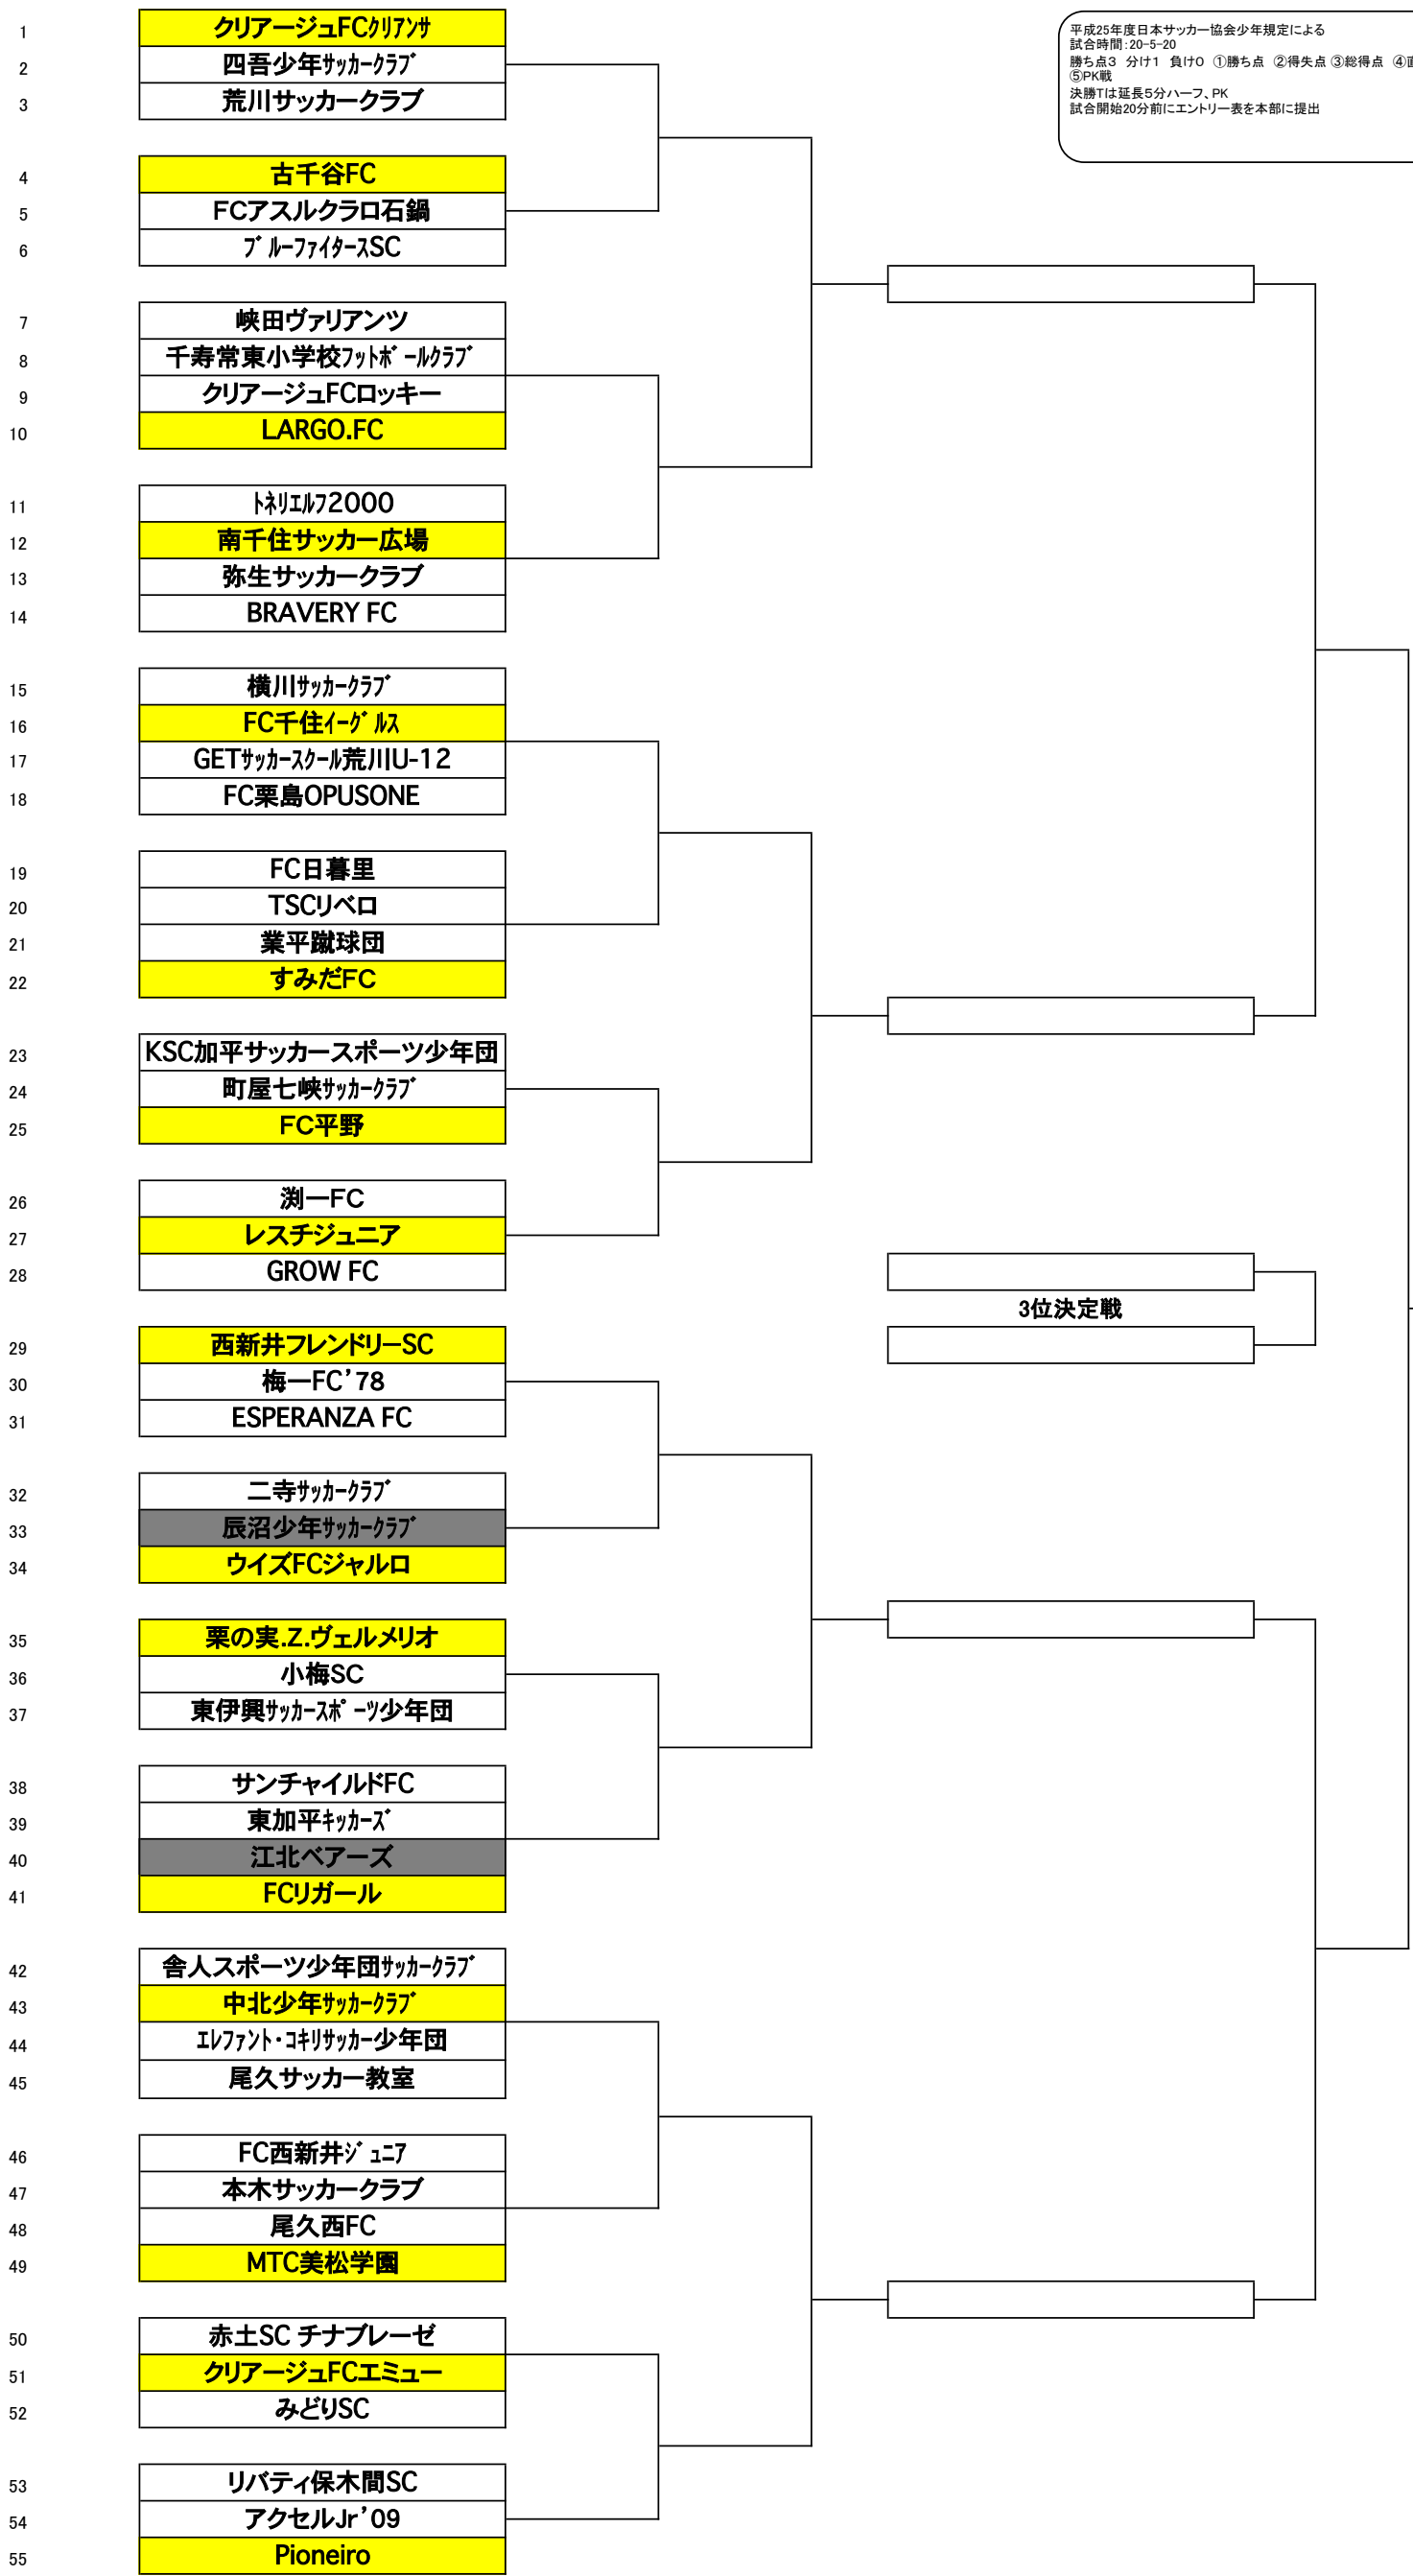 平成25年度日本サッカー協会少年規定による
試合時間:20-5-20
勝ち点3 分け1 負け0 ①勝ち点 ②得失点 ③総得点 ④直
⑤PK戦
決勝Tは延長5分ハーフ、PK
試合開始20分前にエントリー表を本部に提出
1 クリアージュFCｸﾘｱﾝｻ
2 四吾少年ｻｯｶｰｸﾗﾌﾞ
3 荒川サッカークラブ
4 古千谷FC
5 FCアスルクラロ石鍋
6 ﾌﾞﾙｰﾌｧｲﾀｰｽSC
7 峡田ヴァリアンツ
8 千寿常東小学校ﾌｯﾄﾎﾞｰﾙｸﾗﾌﾞ
9 クリアージュFCロッキー
10 LARGO.FC
11 ﾄﾈﾘｴﾙﾌ2000
12 南千住サッカー広場
13 弥生サッカークラブ
14 BRAVERY FC
15 横川ｻｯｶｰｸﾗﾌﾞ
16 FC千住ｲｰｸﾞﾙｽ
17 GETｻｯｶｰｽｸｰﾙ荒川U-12
18 FC栗島OPUSONE
19 FC日暮里
20 TSCリベロ
21 業平蹴球団
22 すみだFC
23 KSC加平サッカースポーツ少年団
24 町屋七峡ｻｯｶｰｸﾗﾌﾞ
25 FC平野
26 渕一FC
27 レスチジュニア
28 GROW FC
3位決定戦
29 西新井フレンドリーSC
30 梅一FC’78
31 ESPERANZA FC
32 二寺ｻｯｶｰｸﾗﾌﾞ
33 辰沼少年ｻｯｶｰｸﾗﾌﾞ
34 ウイズFCジャルロ
35 栗の実.Z.ヴェルメリオ
36 小梅SC
37 東伊興ｻｯｶｰｽﾎﾟｰﾂ少年団
38 サンチャイルドFC
39 東加平ｷｯｶｰｽﾞ
40 江北ベアーズ
41 FCリガール
42 舎人スポーツ少年団ｻｯｶｰｸﾗﾌﾞ
43 中北少年ｻｯｶｰｸﾗﾌﾞ
44 ｴﾚﾌｧﾝﾄ･ｺｷﾘｻｯｶｰ少年団
45 尾久サッカー教室
46 FC西新井ｼﾞｭﾆｱ
47 本木サッカークラブ
48 尾久西FC
49 MTC美松学園
50 赤土SC チナブレーゼ
51 クリアージュFCエミュー
52 みどりSC
53 リバティ保木間SC
54 アクセルJr’09
55 Pioneiro